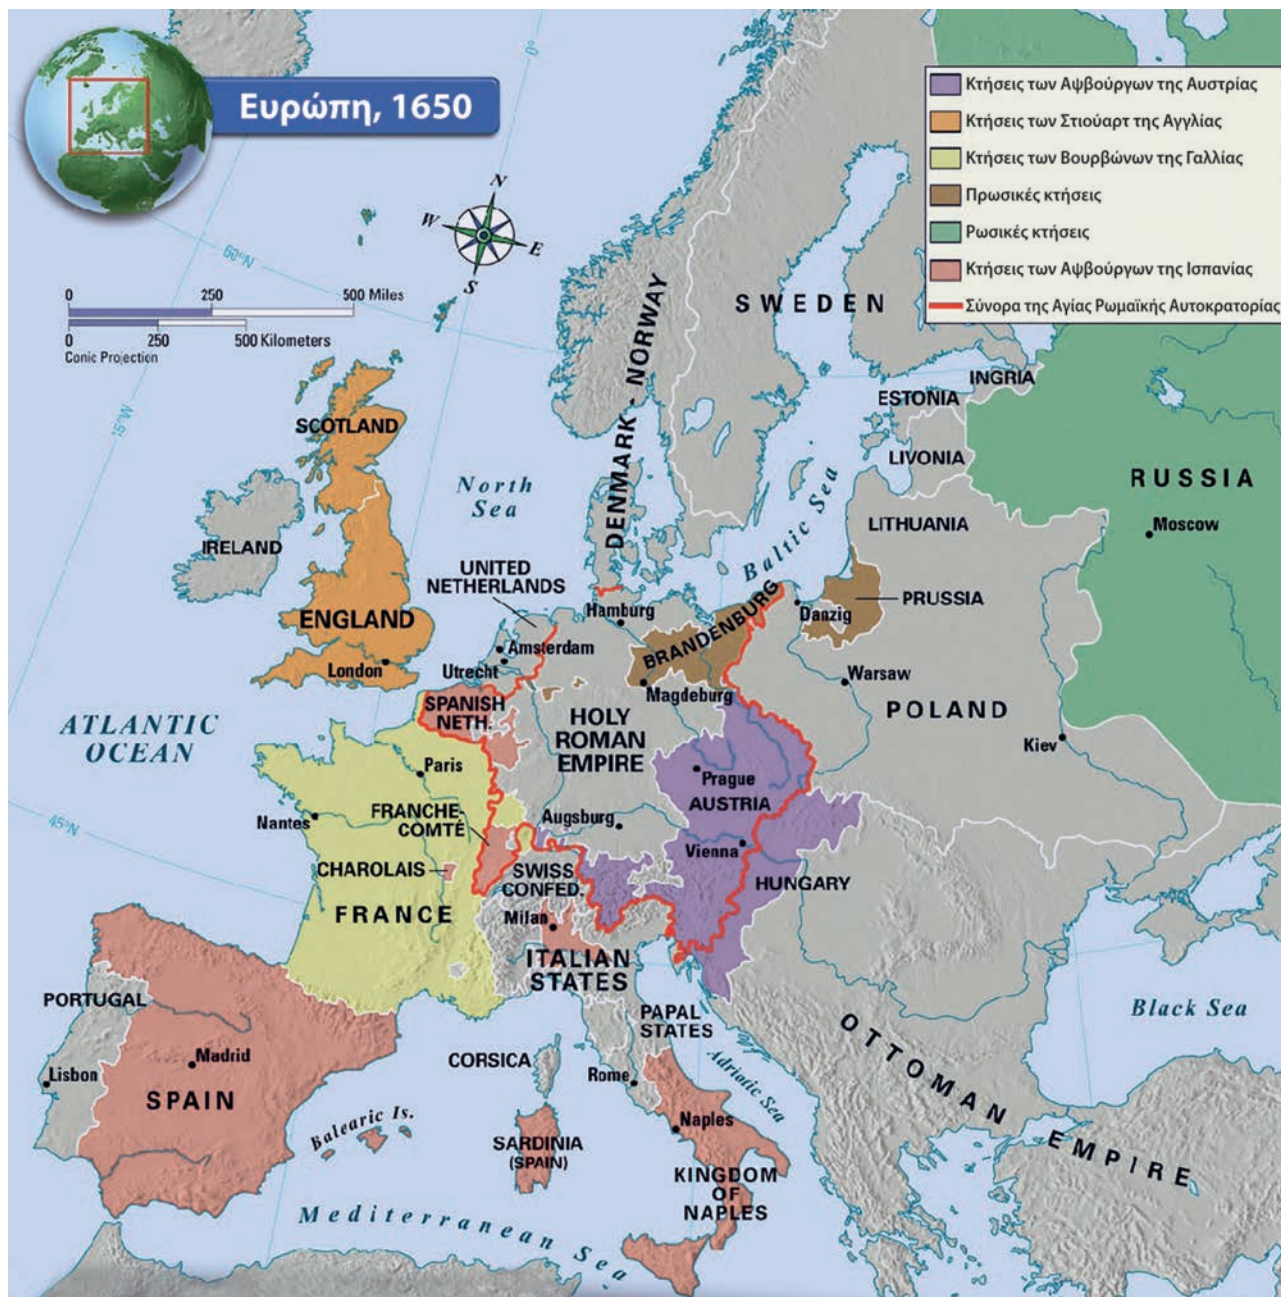 Ευρώπη, 1650
Κτήσεις των Αψβούργων της Αυστρίας
Κτήσεις των Στιούαρτ της Αγγλίας
Κτήσεις των Βουρβώνων της Γαλλίας
Πρωσικές κτήσεις
Ρωσικές κτήσεις
Κτήσεις των Αψβούργων της Ισπανίας
Σύνορα της Αγίας Ρωμαϊκής Αυτοκρατορίας
0°
N
W
E
S
60°N
15°W
45°N
0 250 500 Miles
0 250 500 Kilometers
Conic Projection
SWEDEN
DENMARK - NORWAY
INGRIA
ESTONIA
LIVONIA
LITHUANIA
RUSSIA
Moscow
SCOTLAND
North
Sea
Baltic Sea
IRELAND
UNITED
NETHERLANDS
ENGLAND
London
Hamburg
Amsterdam
Utrecht
BRANDENBURG
Danzig
PRUSSIA
Magdeburg
Warsaw
POLAND
Kiev
SPANISH
NETH.
HOLY
ROMAN
EMPIRE
ATLANTIC
OCEAN
Paris
Prague
AUSTRIA
Nantes
FRANCHE-
COMTÉ
Augsburg
Vienna
CHAROLAIS
SWISS
CONFED.
HUNGARY
FRANCE
Milan
ITALIAN
STATES
PORTUGAL
PAPAL
STATES
Black Sea
Lisbon
Madrid
SPAIN
CORSICA
Rome
Adriatic Sea
OTTOMAN EMPIRE
Balearic Is.
SARDINIA
(SPAIN)
Naples
KINGDOM
OF
NAPLES
Mediterranean Sea